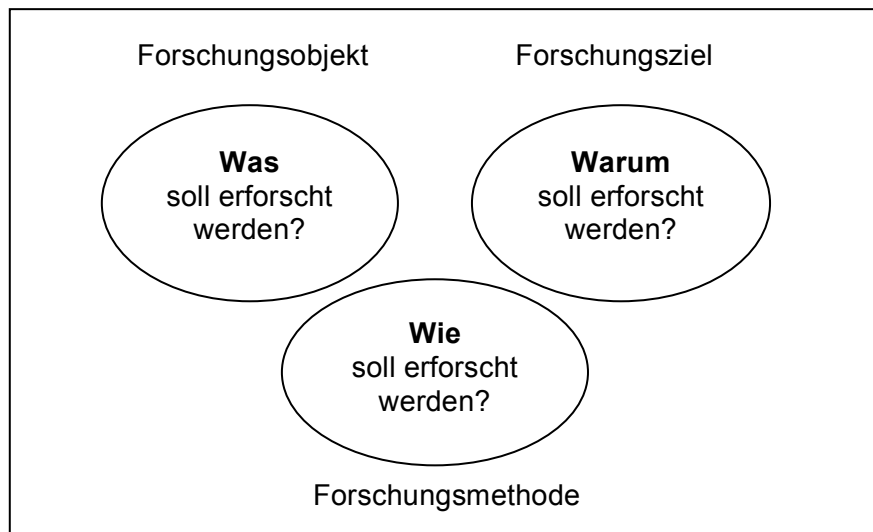 Forschungsobjekt
Forschungsziel
Was
soll erforscht
werden?
Warum
soll erforscht
werden?
Wie
soll erforscht
werden?
Forschungsmethode